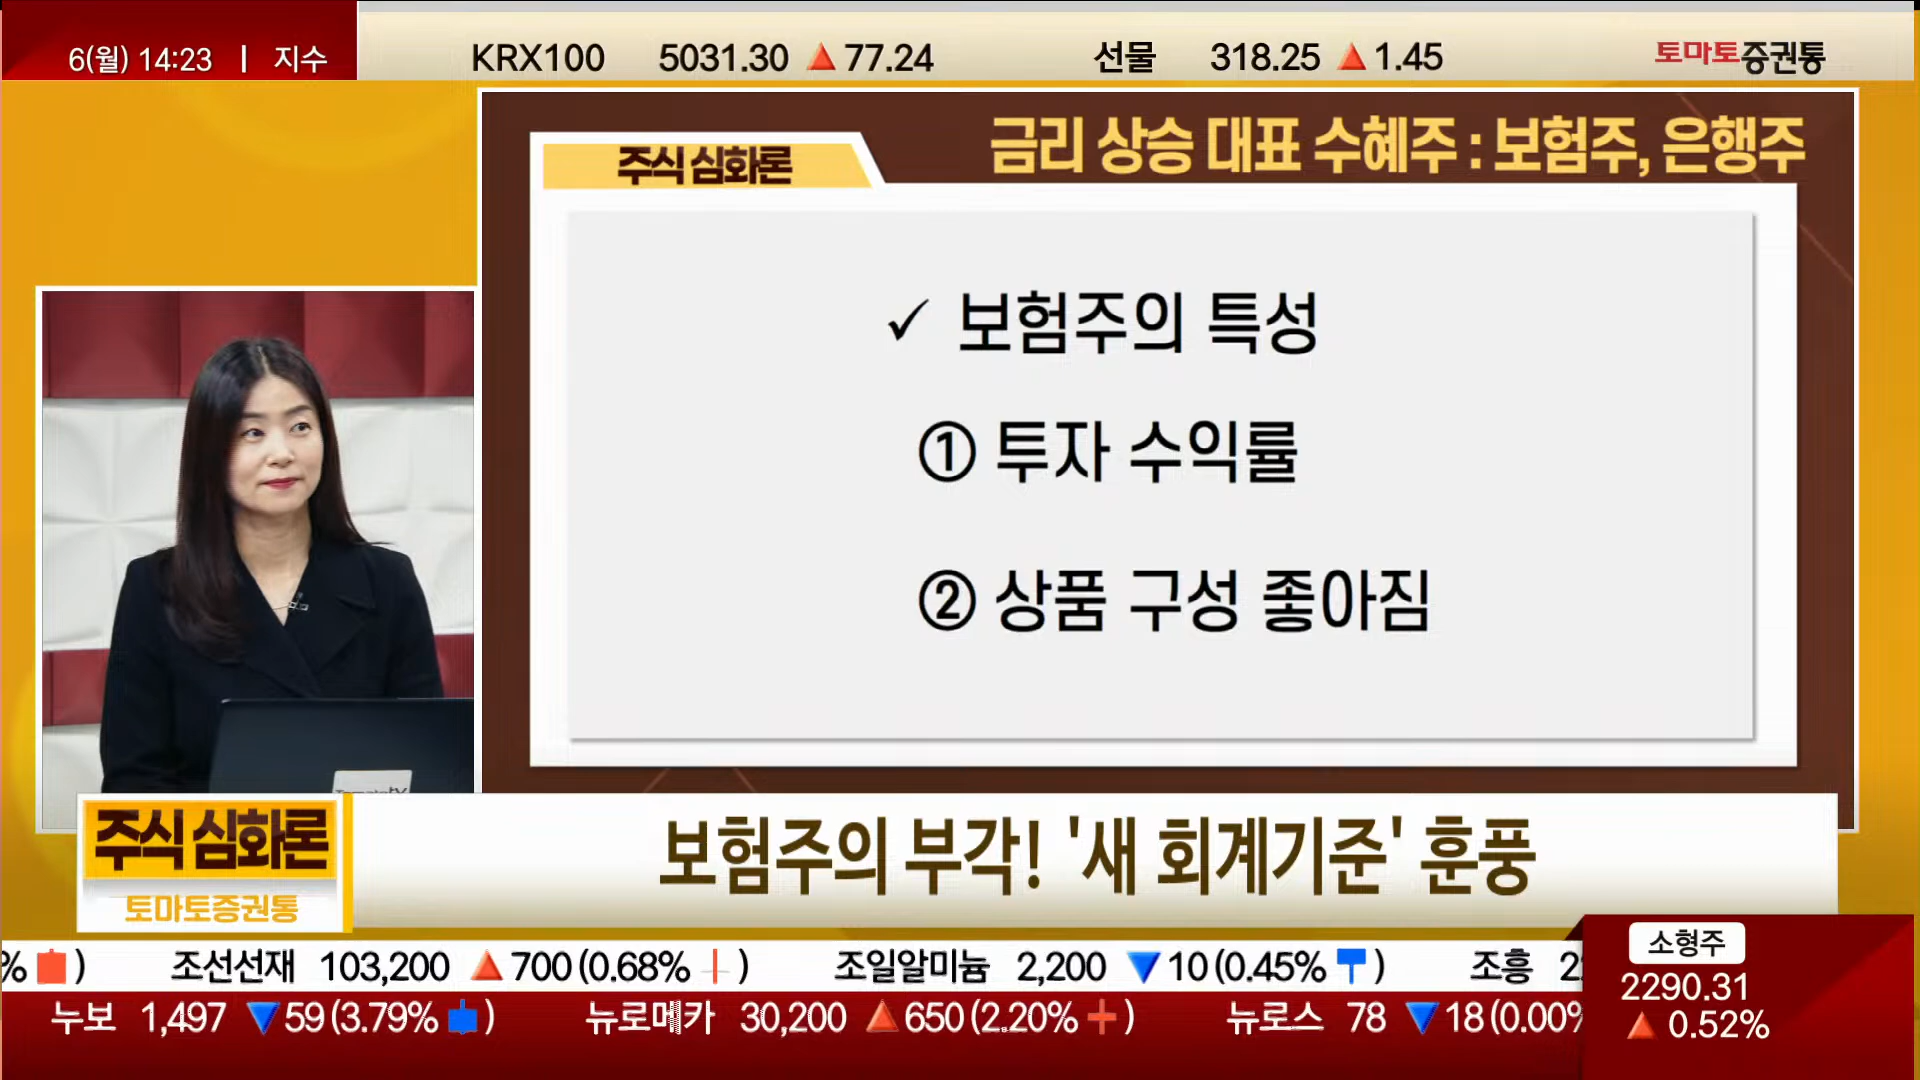 6(월) 14:23 | 지수
KRX100 5031.30 ▲77.24 선물 318.25 ▲1.45
토마토증권통
금리 상승 대표 수혜주 : 보험주, 은행주
주식 심화론
✓ 보험주의 특성
① 투자 수익률
② 상품 구성 좋아짐
주식 심화론
토마토증권통
보험주의 부각! '새 회계기준' 훈풍
% ) 조선선재 103,200 ▲700(0.68% ) 조일알미늄 2,200 ▼10(0.45% ) 조흥
누보 1,497 ▼59(3.79% ) 뉴로메카 30,200 ▲650(2.20% ) 뉴로스 78 ▼18(0.00%
소형주
2290.31
▲ 0.52%